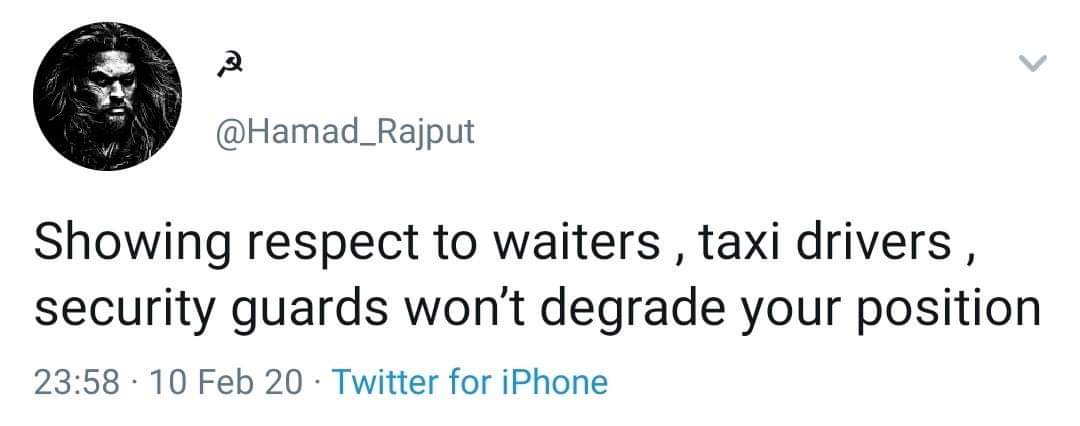 ☭
@Hamad_Rajput
Showing respect to waiters , taxi drivers ,
security guards won’t degrade your position
23:58 · 10 Feb 20 · Twitter for iPhone